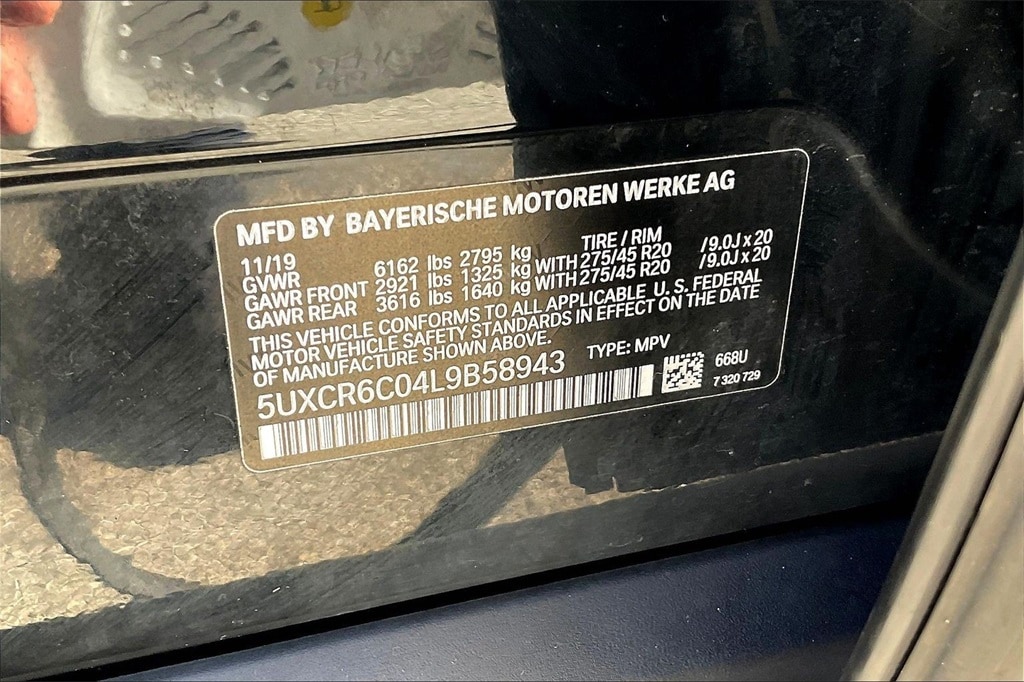 MFD BY BAYERISCHE MOTOREN WERKE AG
11/19 TIRE / RIM
GVWR 6162 lbs 2795 kg
GAWR FRONT 2921 lbs 1325 kg WITH 275/45 R20 /9.0J x 20
GAWR REAR 3616 lbs 1640 kg WITH 275/45 R20 /9.0J x 20
THIS VEHICLE CONFORMS TO ALL APPLICABLE U. S. FEDERAL
MOTOR VEHICLE SAFETY STANDARDS IN EFFECT ON THE DATE
OF MANUFACTURE SHOWN ABOVE.
TYPE: MPV
5UXCR6C04L9B58943
668U
7 320 729